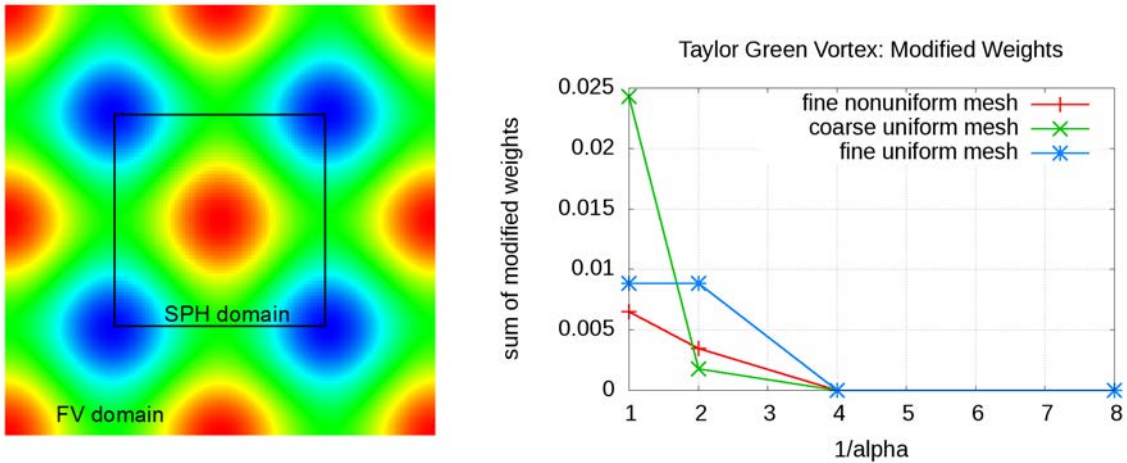 SPH domain
FV domain
Taylor Green Vortex: Modified Weights
sum of modified weights
0.025
0.02
0.015
0.01
0.005
0
fine nonuniform mesh
coarse uniform mesh
fine uniform mesh
1 2 3 4 5 6 7 8
1/alpha